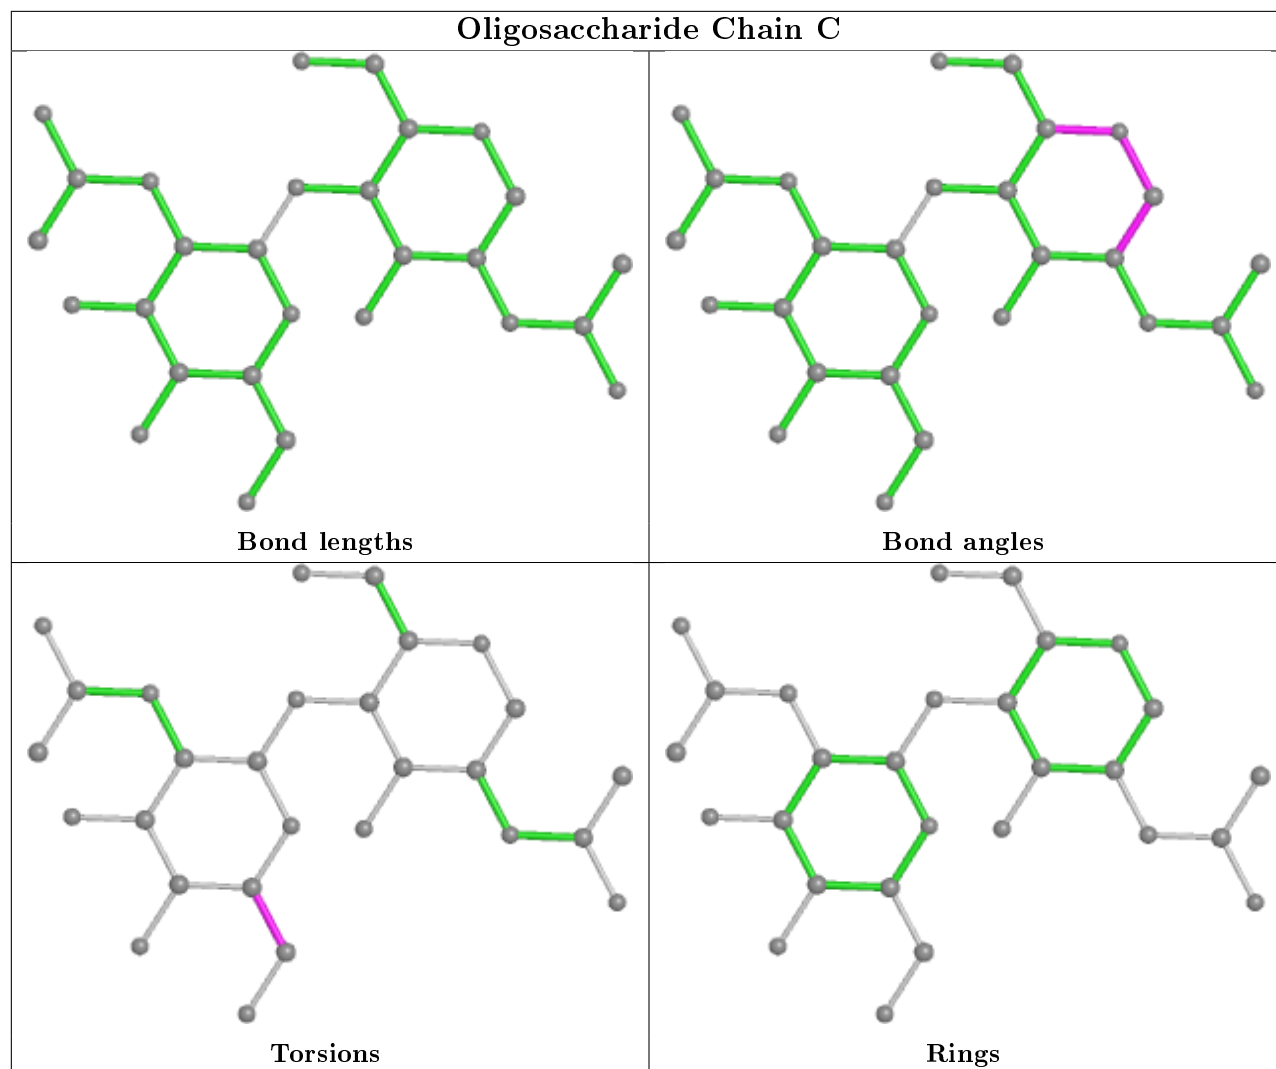 Oligosaccharide Chain C
Bond lengths
Bond angles
Torsions
Rings